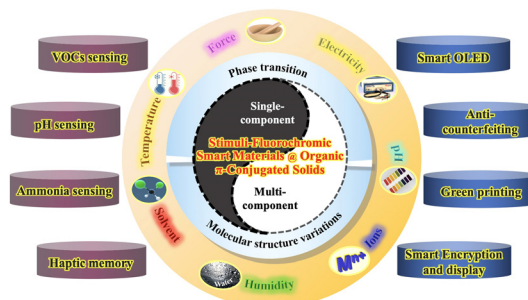 VOCs sensing
pH sensing
Ammonia sensing
Haptic memory
Force
Electricity
Temperature
pH
Solvent
Ions
Mn+
Humidity
Water
Phase transition
Single-
component
Stimuli-Fluorochromic
Smart Materials @ Organic
π-Conjugated Solids
Multi-
component
Molecular structure variations
Smart OLED
Anti-
counterfeiting
Green printing
Smart Encryption
and display